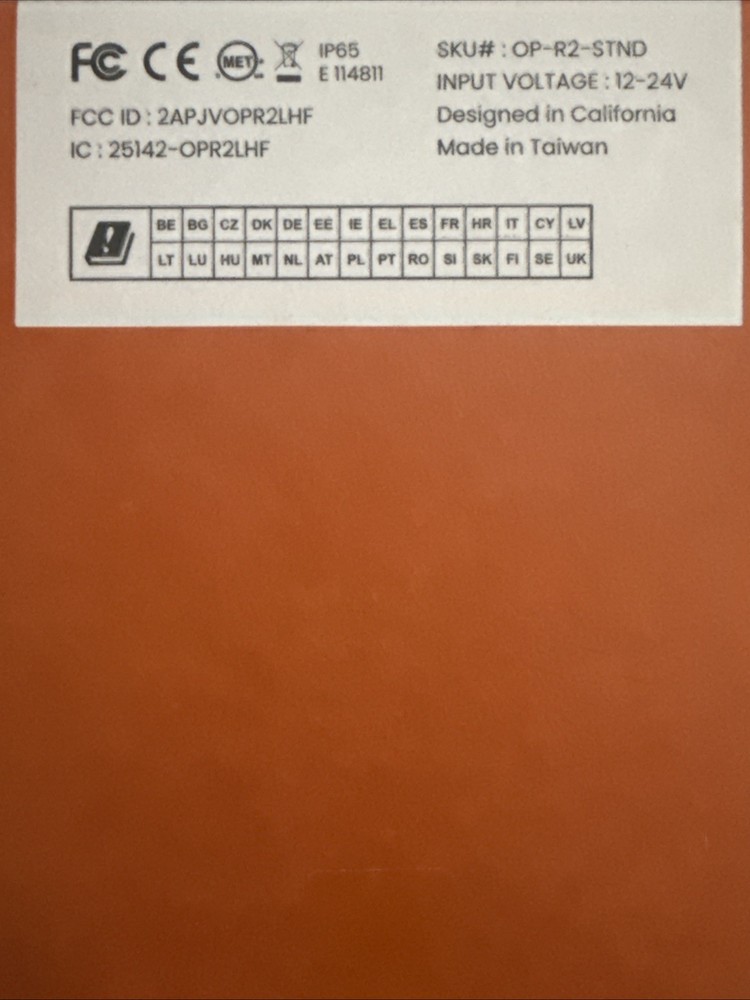 FC CE MET IP65
E 114811
FCC ID : 2APJVOPR2LHF
IC : 25142-OPR2LHF
SKU# : OP-R2-STND
INPUT VOLTAGE : 12-24V
Designed in California
Made in Taiwan
BE BG CZ DK DE EE IE EL ES FR HR IT CY LV
LT LU HU MT NL AT PL PT RO SI SK FI SE UK